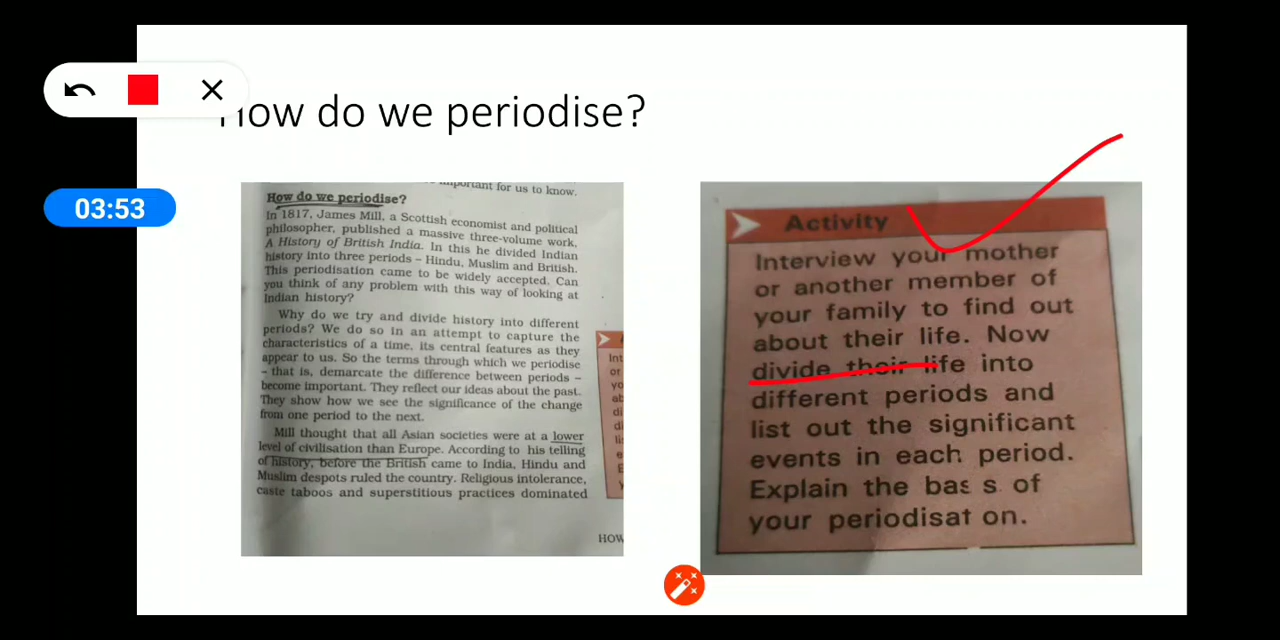 How do we periodise?
03:53
important for us to know.
How do we periodise?
In 1817, James Mill, a Scottish economist and political
philosopher, published a massive three-volume work,
A History of British India. In this he divided Indian
history into three periods – Hindu, Muslim and British.
This periodisation came to be widely accepted. Can
you think of any problem with this way of looking at
Indian history?
Why do we try and divide history into different
periods? We do so in an attempt to capture the
characteristics of a time, its central features as they
appear to us. So the terms through which we periodise
– that is, demarcate the difference between periods –
become important. They reflect our ideas about the past.
They show how we see the significance of the change
from one period to the next.
Mill thought that all Asian societies were at a lower
level of civilisation than Europe. According to his telling
of history, before the British came to India, Hindu and
Muslim despots ruled the country. Religious intolerance,
caste taboos and superstitious practices dominated
HOW
Activity
Interview your mother
or another member of
your family to find out
about their life. Now
divide their life into
different periods and
list out the significant
events in each period.
Explain the bas s of
your periodisat on.